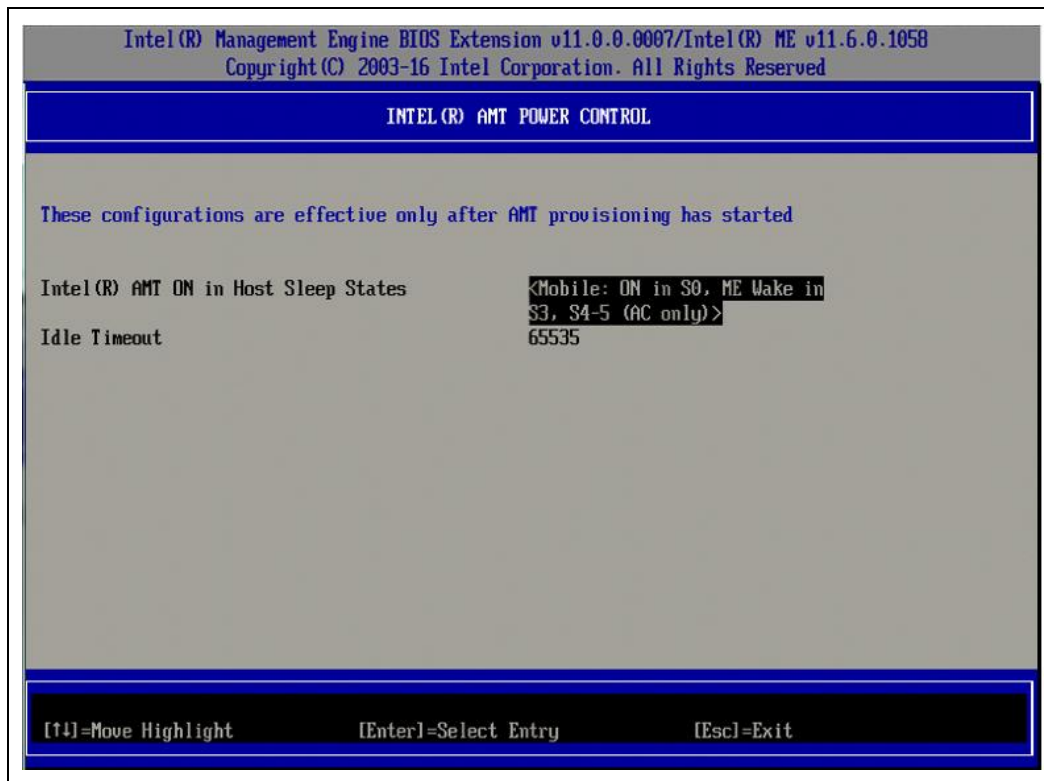 Intel(R) Management Engine BIOS Extension v11.0.0.0007/Intel(R) ME v11.6.0.1058
Copyright(C) 2003-16 Intel Corporation. All Rights Reserved
INTEL(R) AMT POWER CONTROL
These configurations are effective only after AMT provisioning has started
Intel(R) AMT ON in Host Sleep States <Mobile: ON in S0, ME Wake in
S3, S4-5 (AC only)>
Idle Timeout 65535
[↑↓]=Move Highlight [Enter]=Select Entry [Esc]=Exit